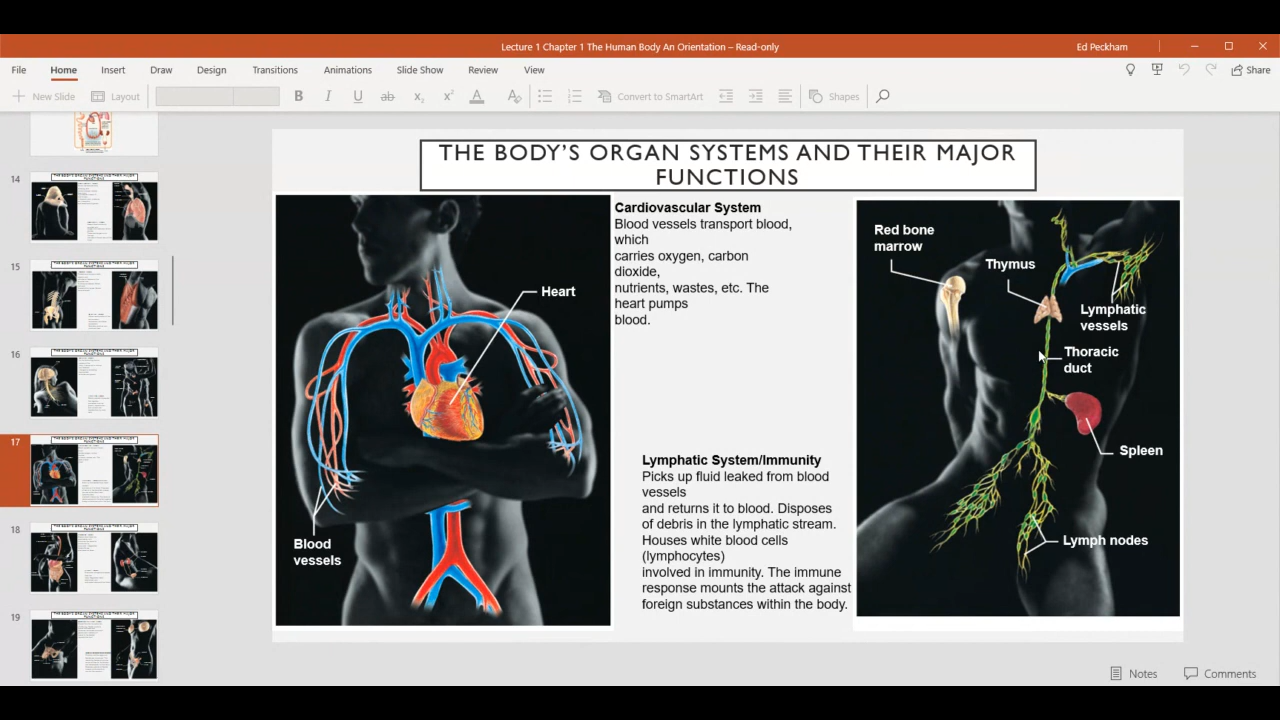 Lecture 1 Chapter 1 The Human Body An Orientation – Read-only
Ed Peckham
File Home Insert Draw Design Transitions Animations Slide Show Review View
Share
New Slide Layout B I U ab x₂ x² A Convert to SmartArt Shapes
14
15
16
17
18
19
THE BODY'S ORGAN SYSTEMS AND THEIR MAJOR
FUNCTIONS
Heart
Blood
vessels
Cardiovascular System
Blood vessels transport blood,
which
carries oxygen, carbon
dioxide,
nutrients, wastes, etc. The
heart pumps
blood.
Lymphatic System/Immunity
Picks up fluid leaked from blood
vessels
and returns it to blood. Disposes
of debris in the lymphatic stream.
Houses white blood cells
(lymphocytes)
involved in immunity. The immune
response mounts the attack against
foreign substances within the body.
Red bone
marrow
Thymus
Lymphatic
vessels
Thoracic
duct
Spleen
Lymph nodes
Notes Comments